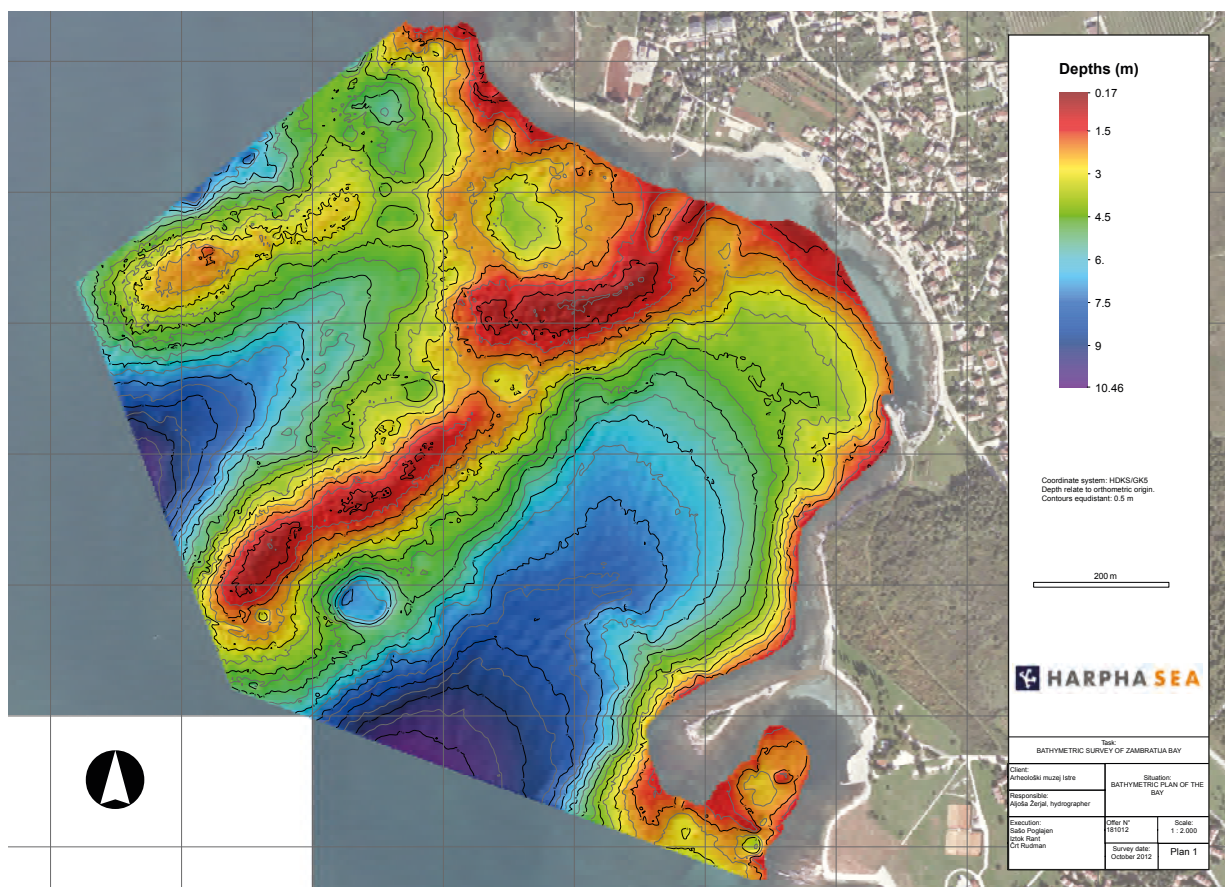 Depths (m)
0.17
1.5
3
4.5
6.
7.5
9
10.46
Coordinate system: HDKS/GK5
Depth relate to orthometric origin.
Contours equdistant: 0.5 m
200 m
HARPHA SEA
Task:
BATHYMETRIC SURVEY OF ZAMBRATIJA BAY
Client:
Arheološki muzej Istre
Situation:
BATHYMETRIC PLAN OF THE
BAY
Responsible:
Aljoša Žerjal, hydrographer
Execution:
Sašo Poglajen
Iztok Rant
Črt Rudman
Offer N°
181012
Scale:
1 : 2.000
Survey date:
October 2012
Plan 1